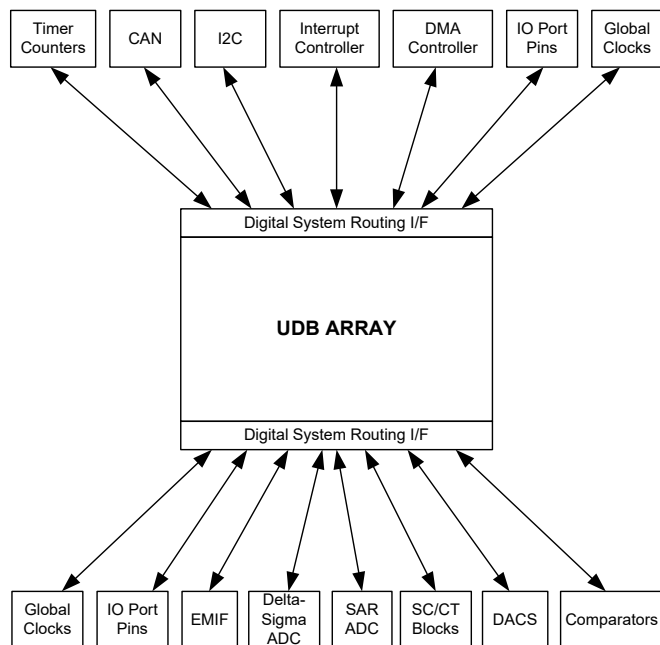 Timer
Counters
CAN
I2C
Interrupt
Controller
DMA
Controller
IO Port
Pins
Global
Clocks
Digital System Routing I/F
UDB ARRAY
Digital System Routing I/F
Global
Clocks
IO Port
Pins
EMIF
Delta-
Sigma
ADC
SAR
ADC
SC/CT
Blocks
DACS
Comparators